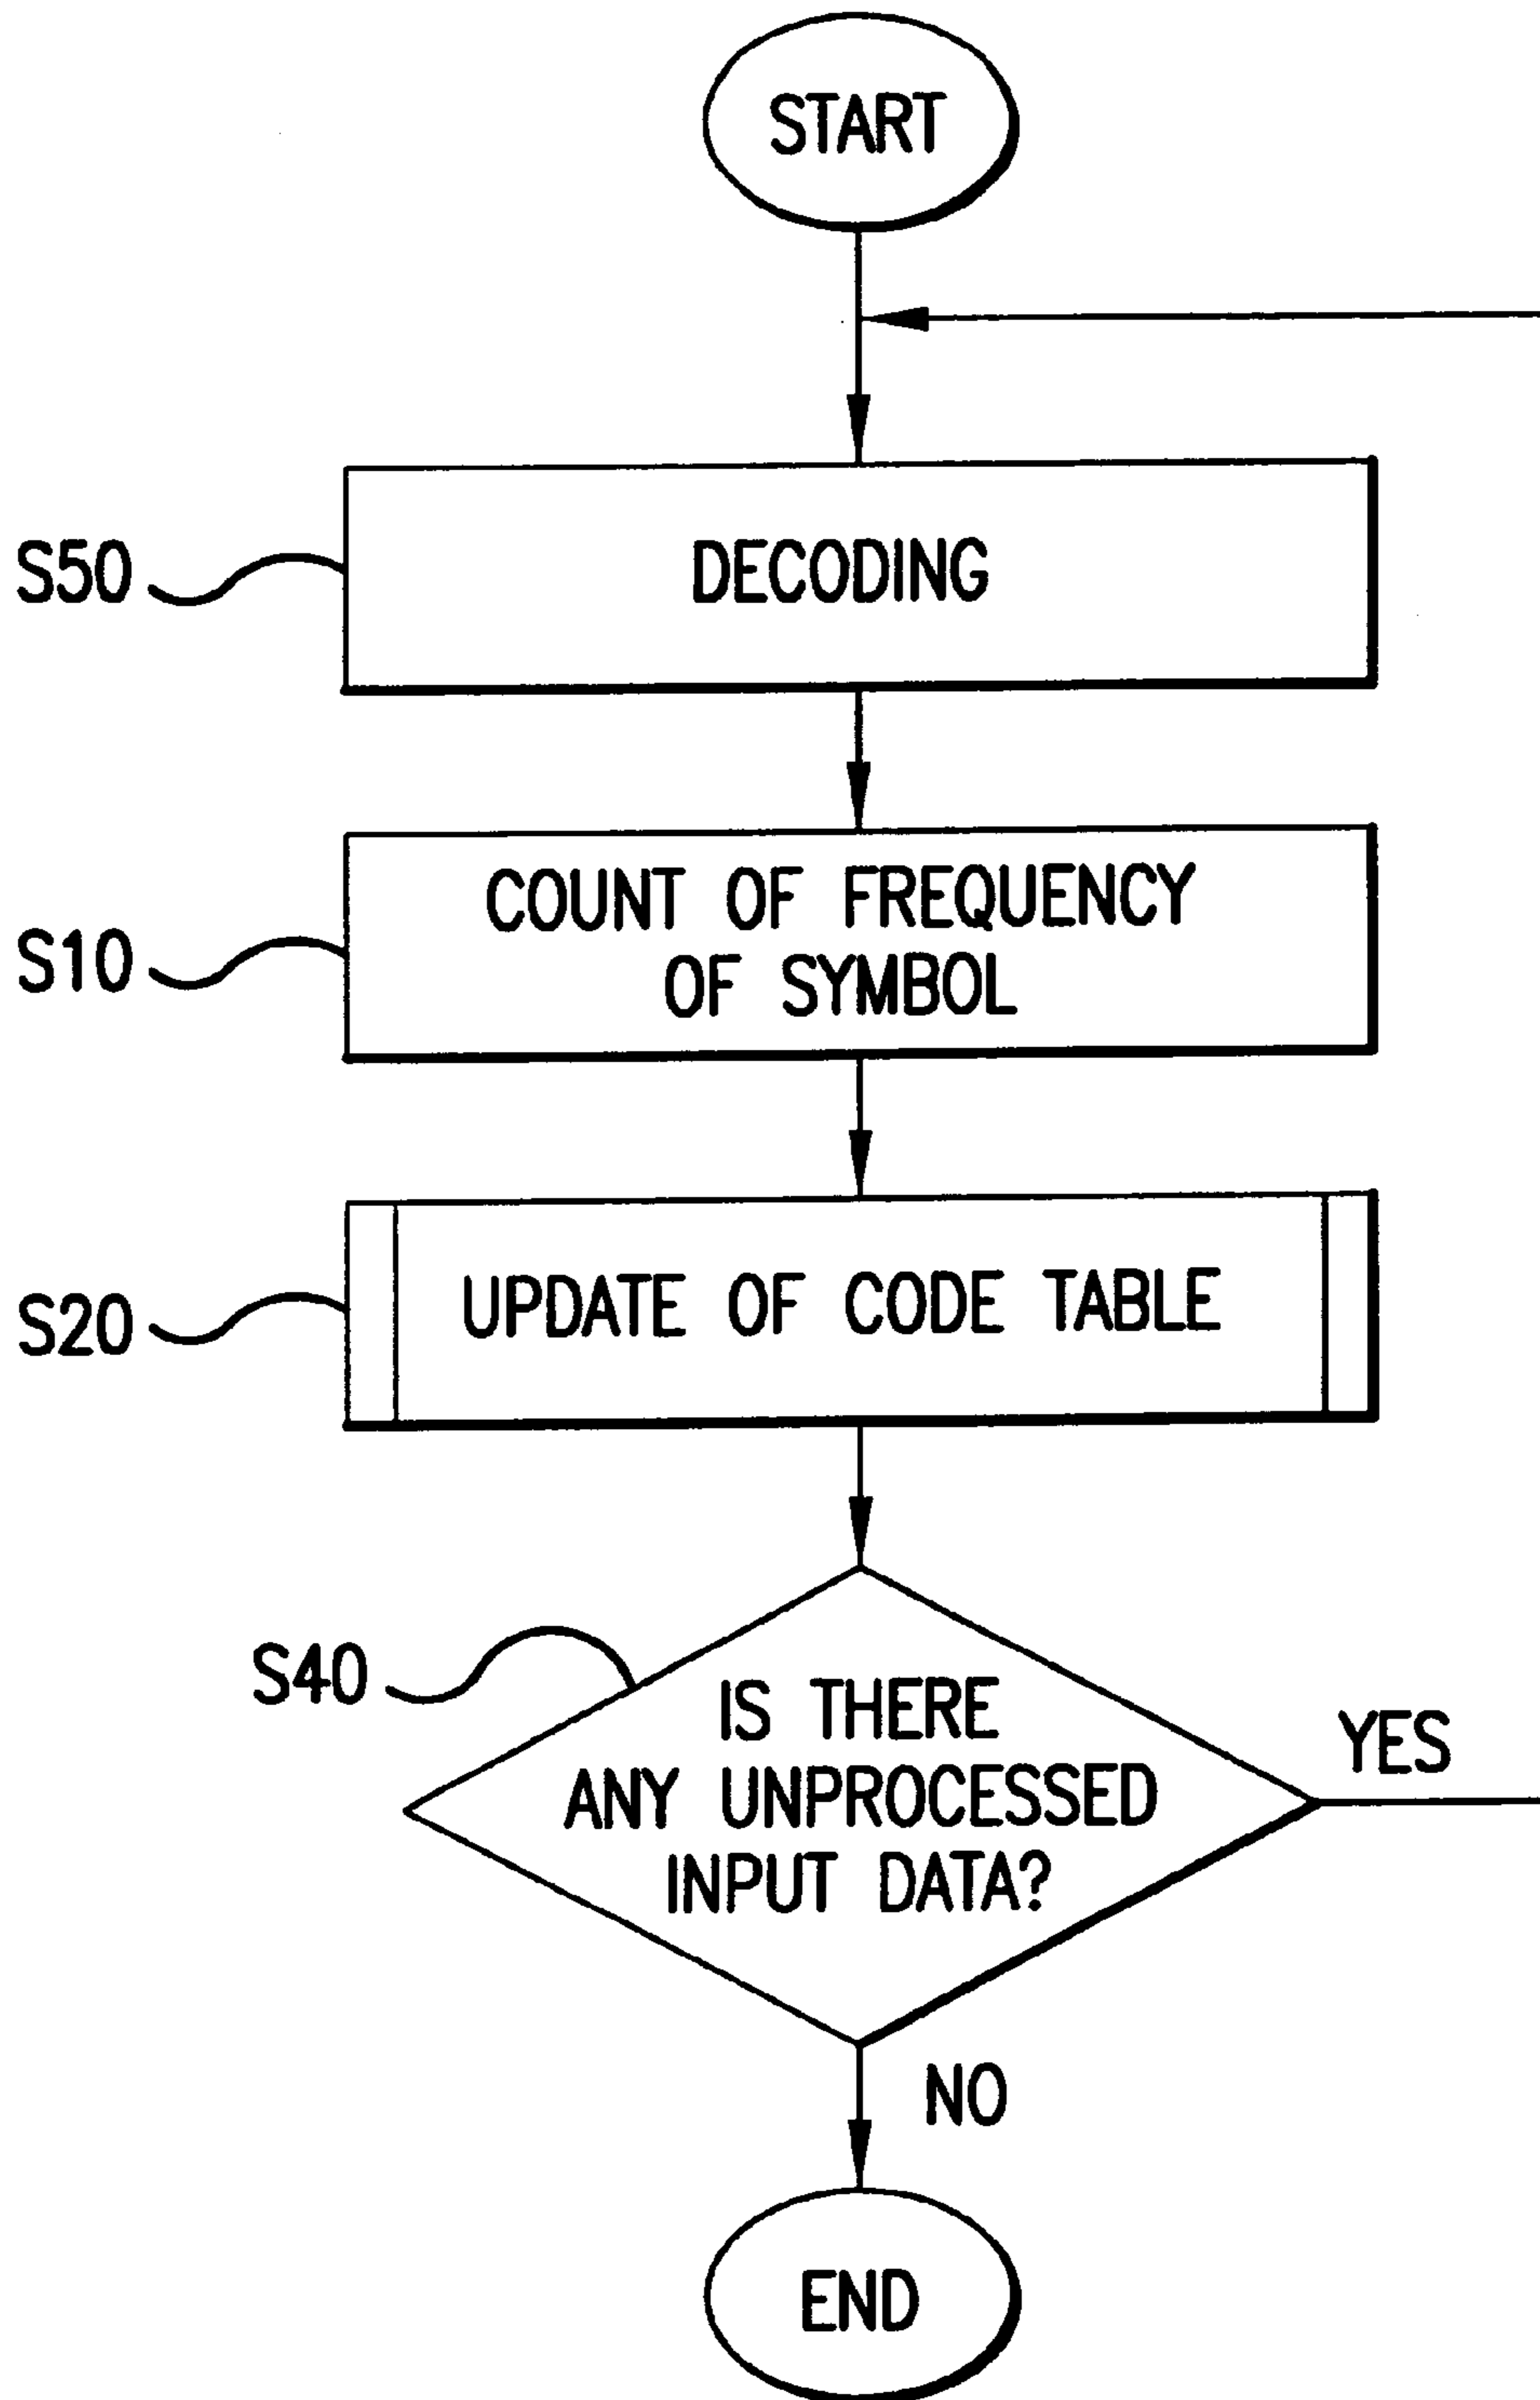 START
S50
DECODING
S10
COUNT OF FREQUENCY
OF SYMBOL
S20
UPDATE OF CODE TABLE
S40
IS THERE
ANY UNPROCESSED
INPUT DATA?
YES
NO
END